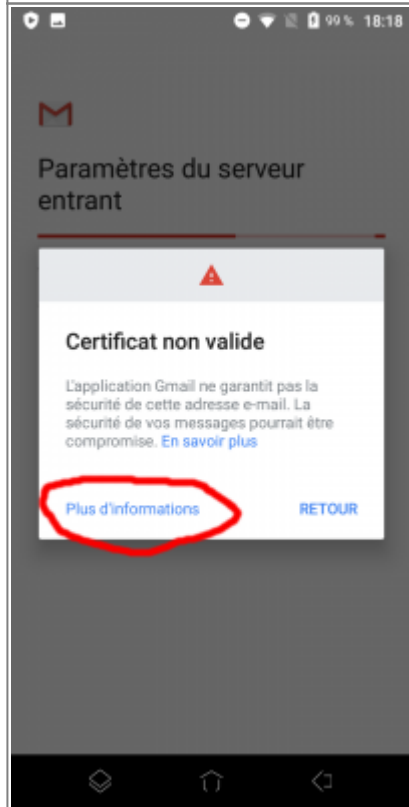 99 % 18:18
Paramètres du serveur
entrant
Certificat non valide
L'application Gmail ne garantit pas la
sécurité de cette adresse e-mail. La
sécurité de vos messages pourrait être
compromise. En savoir plus
Plus d'informations RETOUR